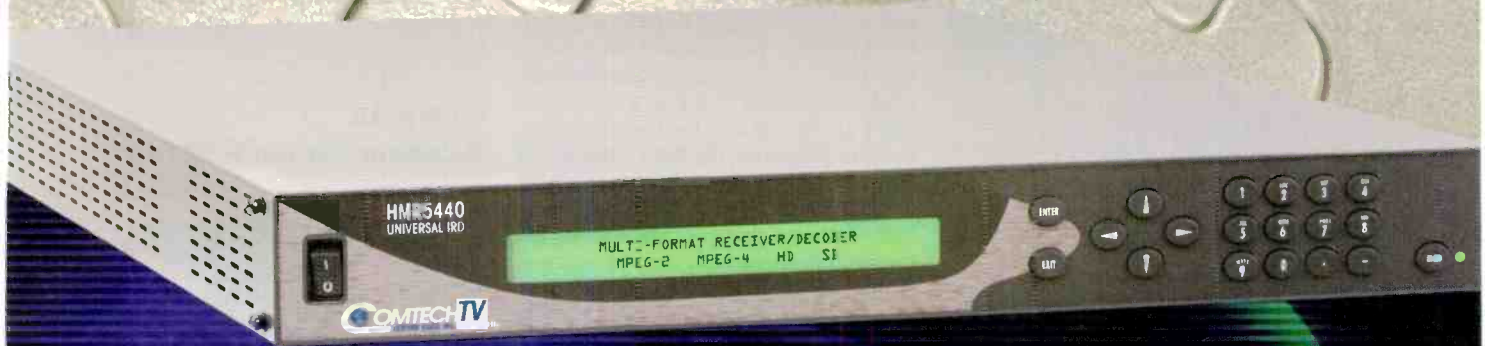 HMR5440
UNIVERSAL IRD
MULTI-FORMAT RECEIVER/DECODER
MPEG-2 MPEG-4 HD SD
ENTER
EXIT
1 2 3 4
5 6 7 8
9 0 . -
I
O
COMTECH TV